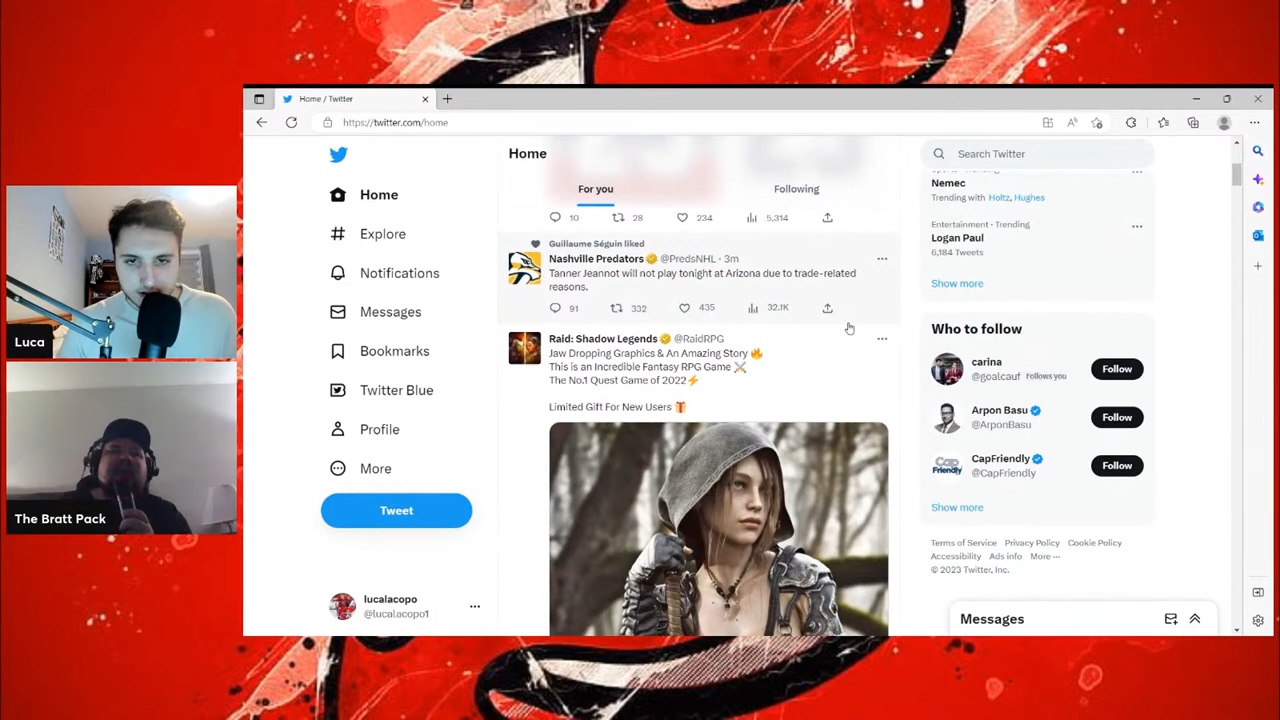 Home / Twitter
https://twitter.com/home
Home
For you
Following
10 28 234 5,314
Guillaume Séguin liked
Nashville Predators @PredsNHL · 3m
Tanner Jeannot will not play tonight at Arizona due to trade-related
reasons.
91 332 435 32.1K
Raid: Shadow Legends @RaidRPG
Jaw Dropping Graphics & An Amazing Story 🔥
This is an Incredible Fantasy RPG Game ⚔️
The No.1 Quest Game of 2022⚡
Limited Gift For New Users 🎁
Home
Explore
Notifications
Messages
Bookmarks
Twitter Blue
Profile
More
Tweet
lucalacopo
@lucalacopo1
Search Twitter
Nemec
Trending with Holtz, Hughes
Entertainment · Trending
Logan Paul
6,184 Tweets
Show more
Who to follow
carina
@goalcauf Follows you
Follow
Arpon Basu
@ArponBasu
Follow
CapFriendly
@CapFriendly
Follow
Cap
Friendly
Show more
Terms of Service Privacy Policy Cookie Policy
Accessibility Ads info More ···
© 2023 Twitter, Inc.
Messages
Luca
The Bratt Pack